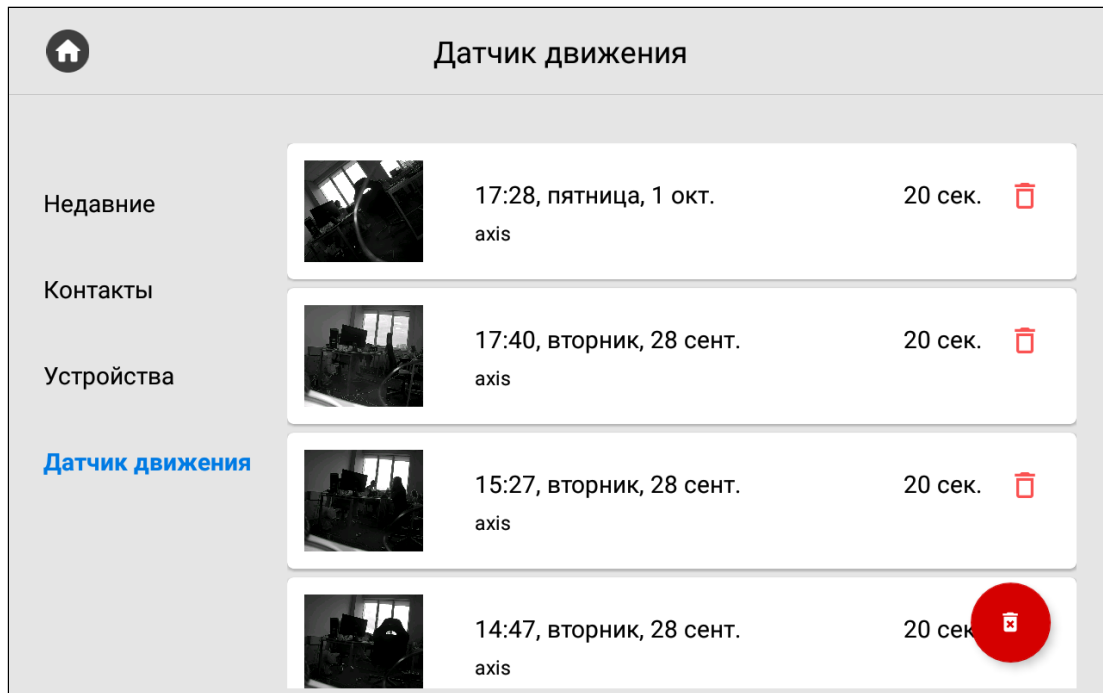 Датчик движения
Недавние
Контакты
Устройства
Датчик движения
17:28, пятница, 1 окт.
20 сек.
axis
17:40, вторник, 28 сент.
20 сек.
axis
15:27, вторник, 28 сент.
20 сек.
axis
14:47, вторник, 28 сент.
20 сек
axis